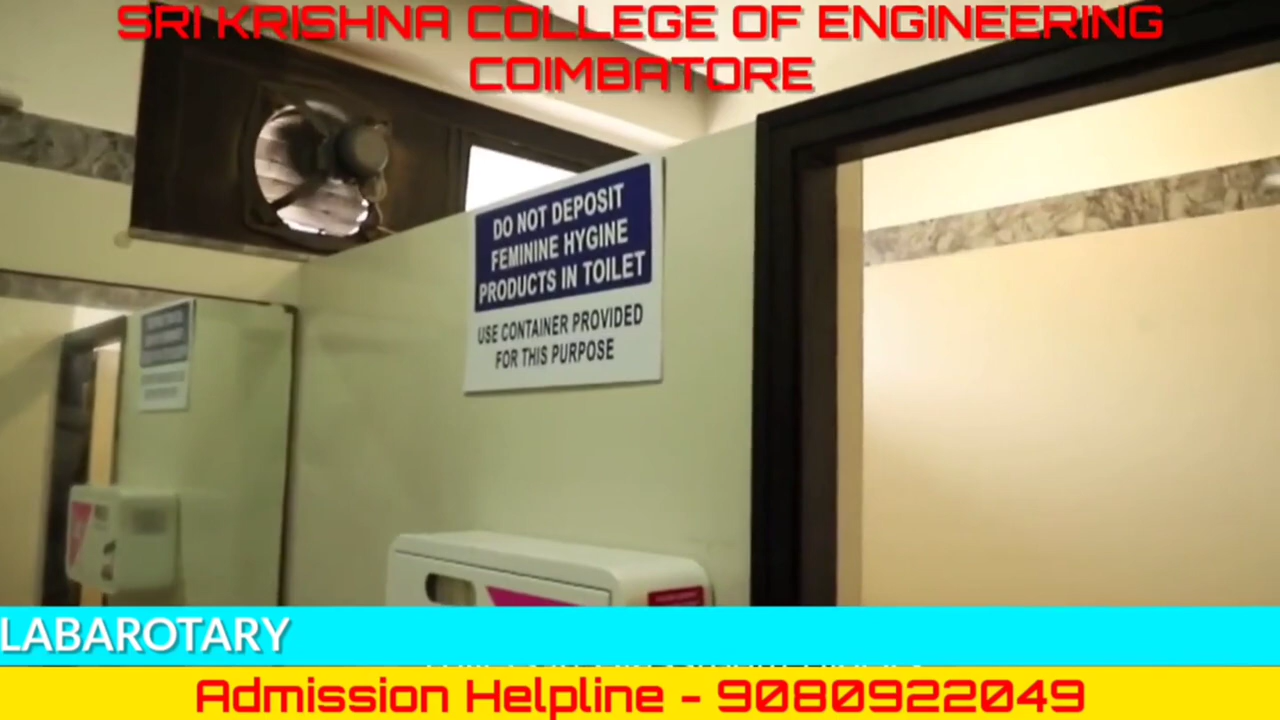 SRI KRISHNA COLLEGE OF ENGINEERING
COIMBATORE
DO NOT DEPOSIT
FEMININE HYGINE
PRODUCTS IN TOILET
USE CONTAINER PROVIDED
FOR THIS PURPOSE
LABAROTARY
Admission Helpline - 9080922049